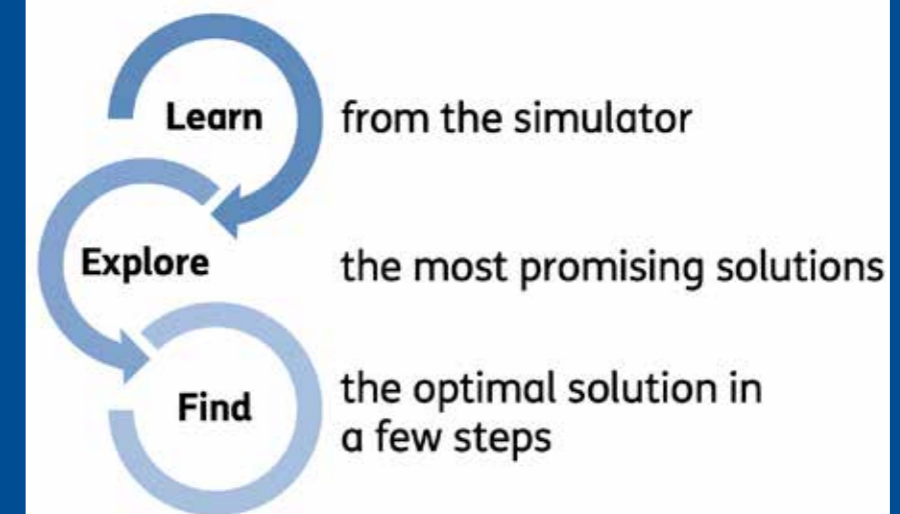 Learn from the simulator
Explore the most promising solutions
Find the optimal solution in
a few steps